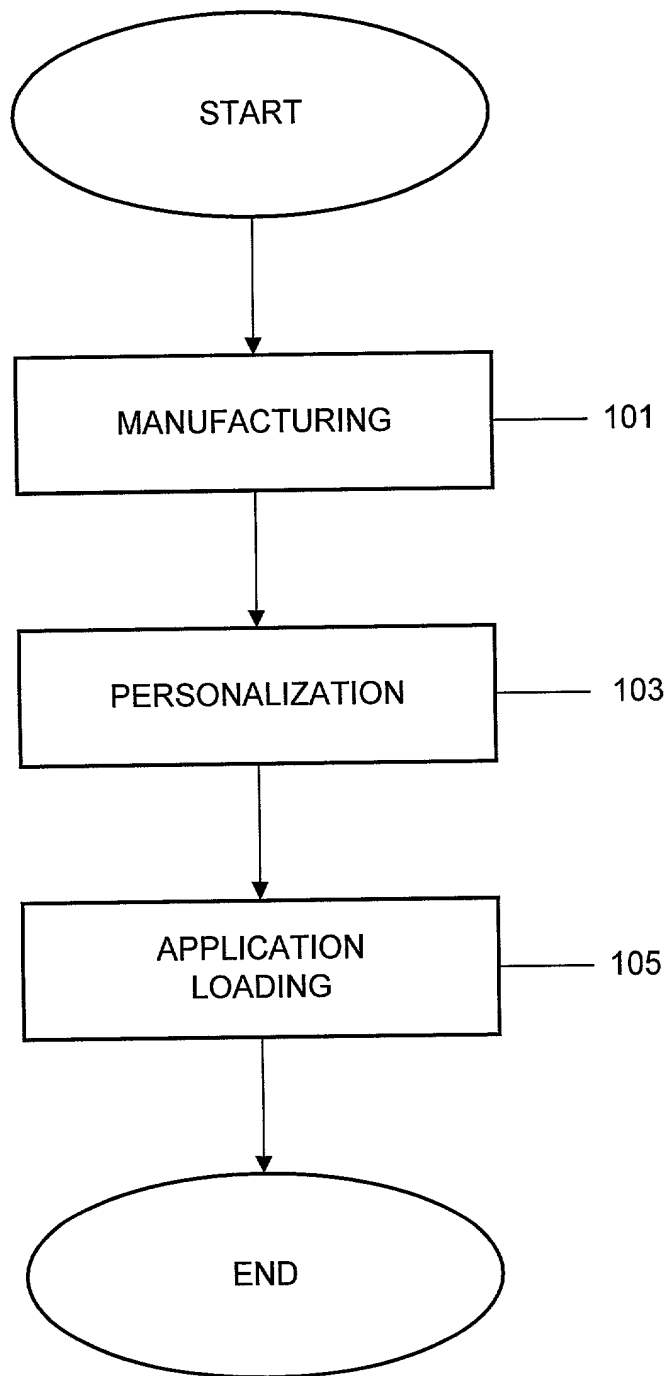 START
MANUFACTURING
101
PERSONALIZATION
103
APPLICATION
LOADING
105
END